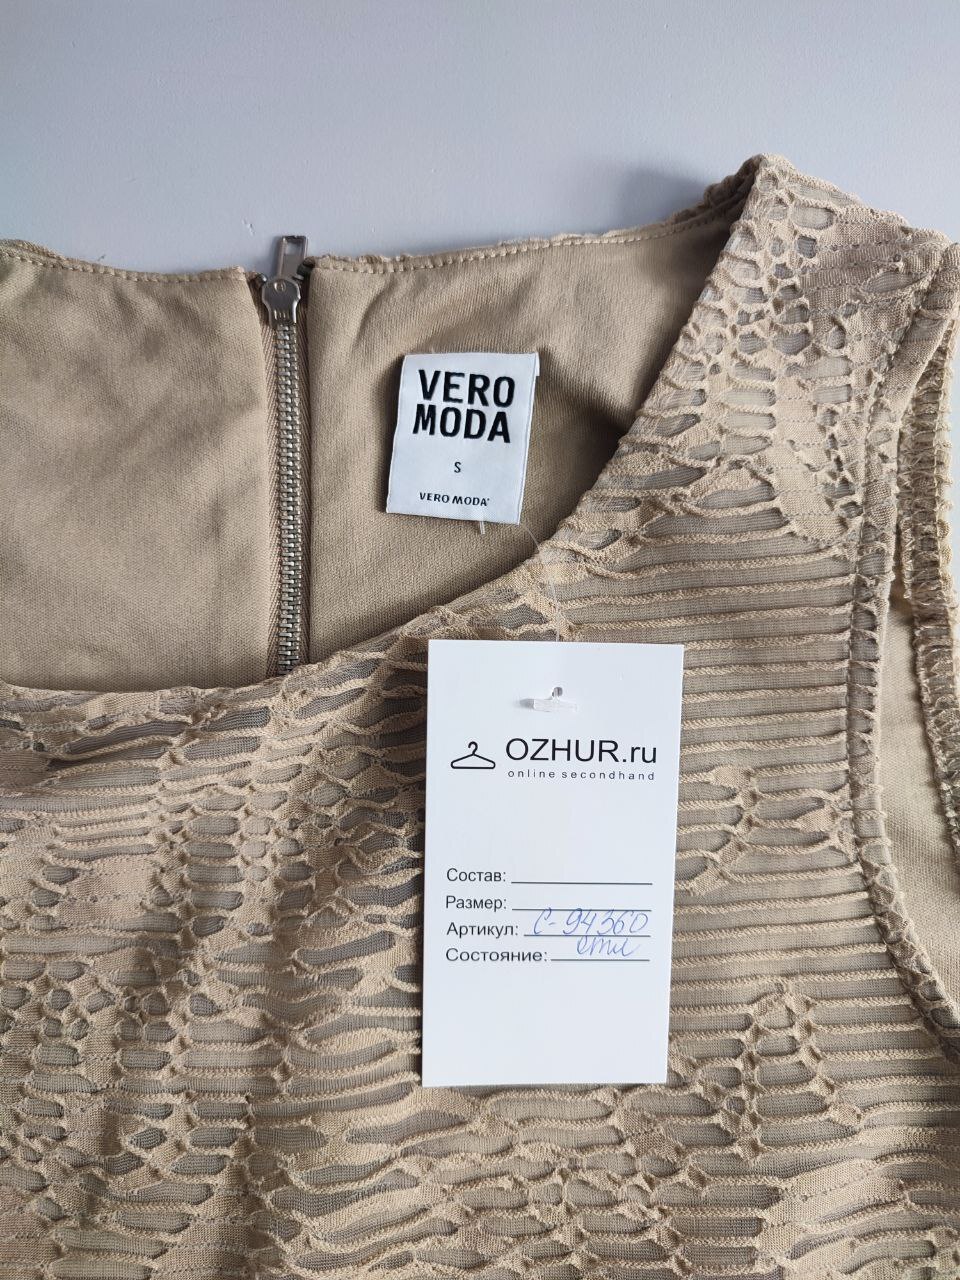 VERO
MODA
S
VERO MODA
OZHUR.ru
online secondhand
Состав:
Размер:
Артикул: С-94360
Состояние: